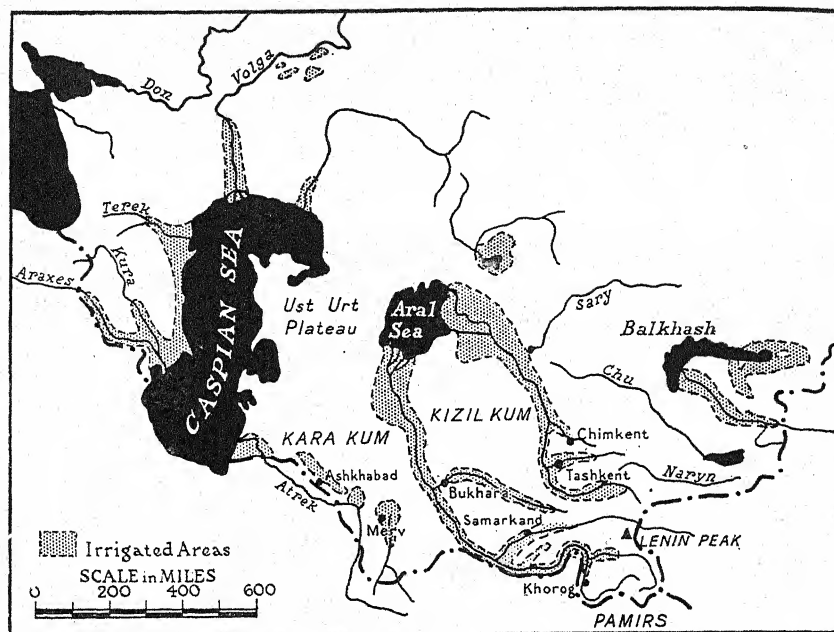 Don
Volga
Terek
Kura
Araxes
CASPIAN SEA
Ust Urt
Plateau
Aral
Sea
Sary
Balkhash
Chu
KIZIL KUM
KARA KUM
Chimkent
Tashkent
Naryn
Ashkhabad
Atrek
Bukhara
Merv
Samarkand
LENIN PEAK
Khorog
PAMIRS
Irrigated Areas
SCALE in MILES
0 200 400 600